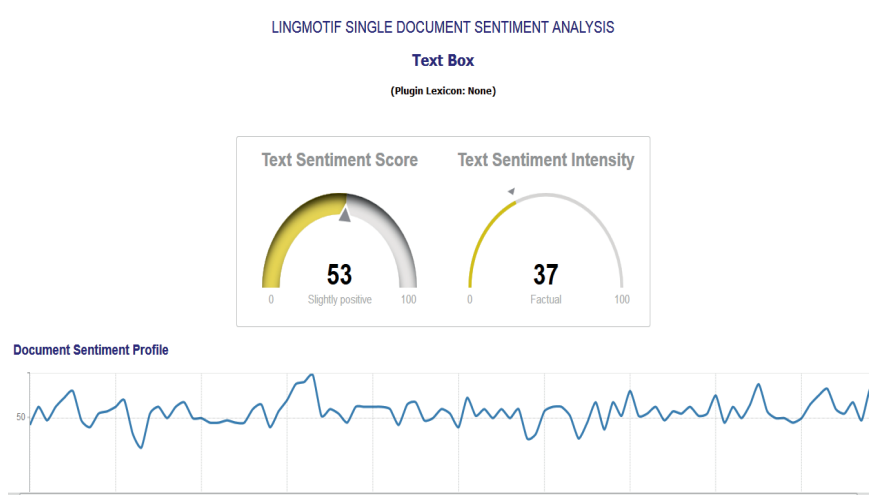 LINGMOTIF SINGLE DOCUMENT SENTIMENT ANALYSIS
Text Box
(Plugin Lexicon: None)
Text Sentiment Score
Text Sentiment Intensity
53
37
0
Slightly positive
100
0
Factual
100
Document Sentiment Profile
50